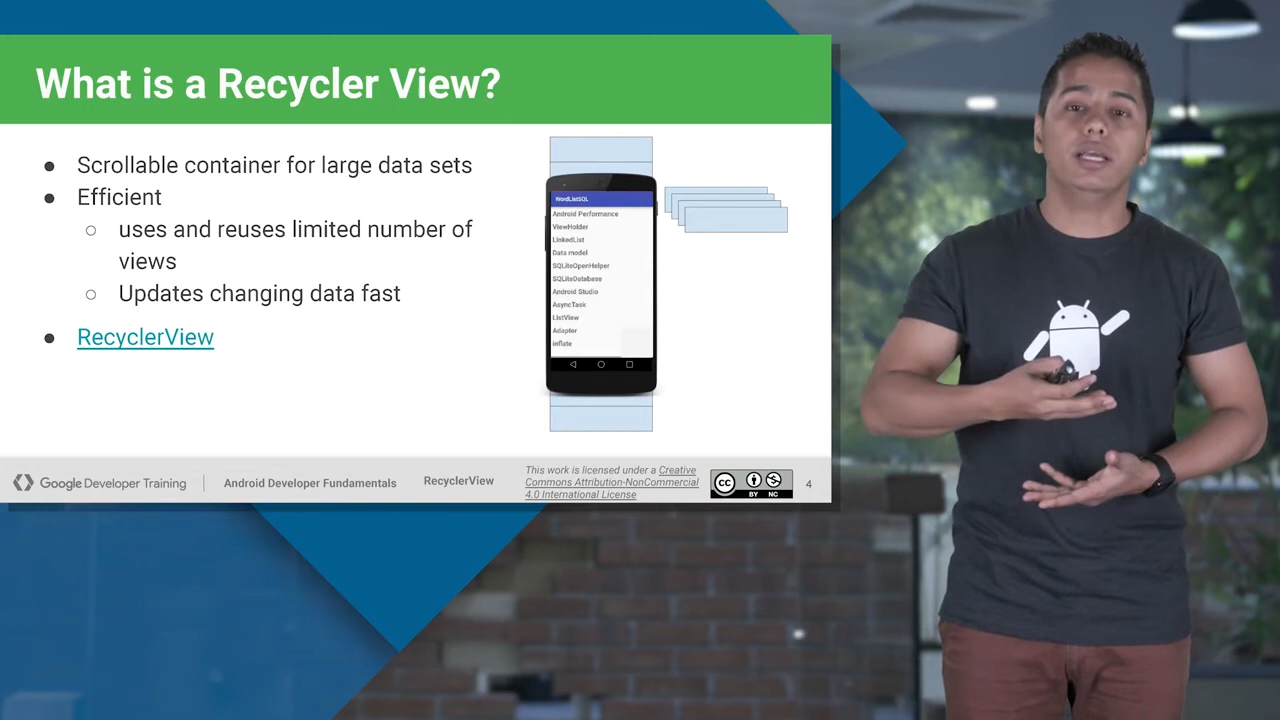 What is a Recycler View?
● Scrollable container for large data sets
● Efficient
○ uses and reuses limited number of
views
○ Updates changing data fast
● RecyclerView
WordListSQL
Android Performance
ViewHolder
LinkedList
Data model
SQLiteOpenHelper
SQLiteDatabase
Android Studio
AsyncTask
ListView
Adapter
inflate
Google Developer Training
Android Developer Fundamentals
RecyclerView
This work is licensed under a Creative
Commons Attribution-NonCommercial
4.0 International License
CC
BY NC
4